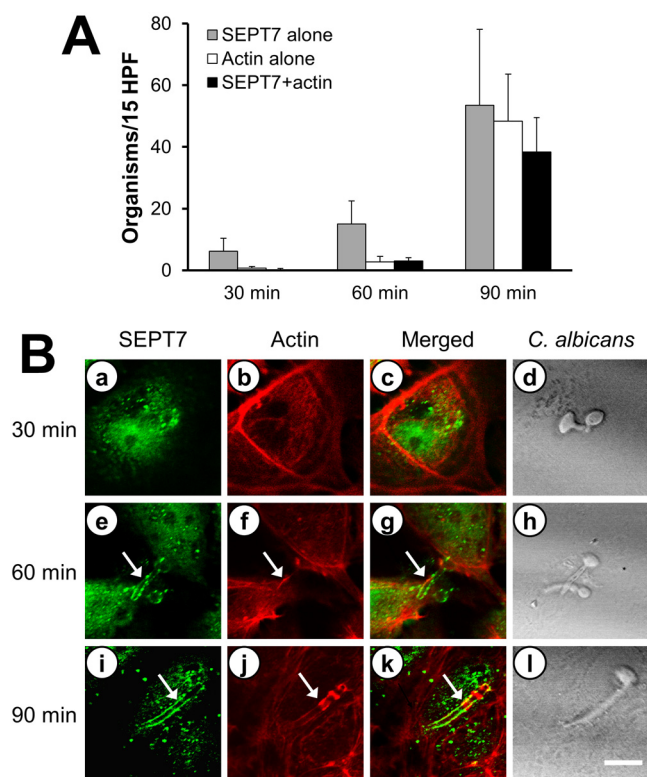 A
Organisms/15 HPF
80
60
40
20
0
SEPT7 alone
Actin alone
SEPT7+actin
30 min
60 min
90 min
B
SEPT7 Actin Merged C. albicans
30 min a b c d
60 min e f g h
90 min i j k l